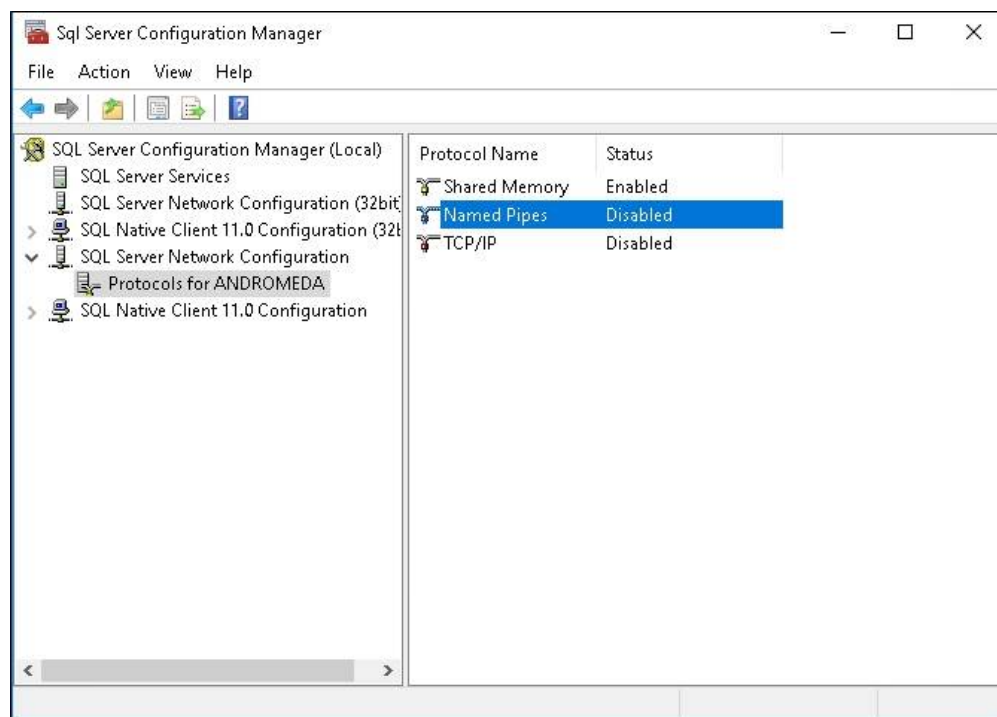 Sql Server Configuration Manager
File Action View Help
SQL Server Configuration Manager (Local)
SQL Server Services
SQL Server Network Configuration (32bit
SQL Native Client 11.0 Configuration (32b
SQL Server Network Configuration
Protocols for ANDROMEDA
SQL Native Client 11.0 Configuration
Protocol Name Status
Shared Memory Enabled
Named Pipes Disabled
TCP/IP Disabled